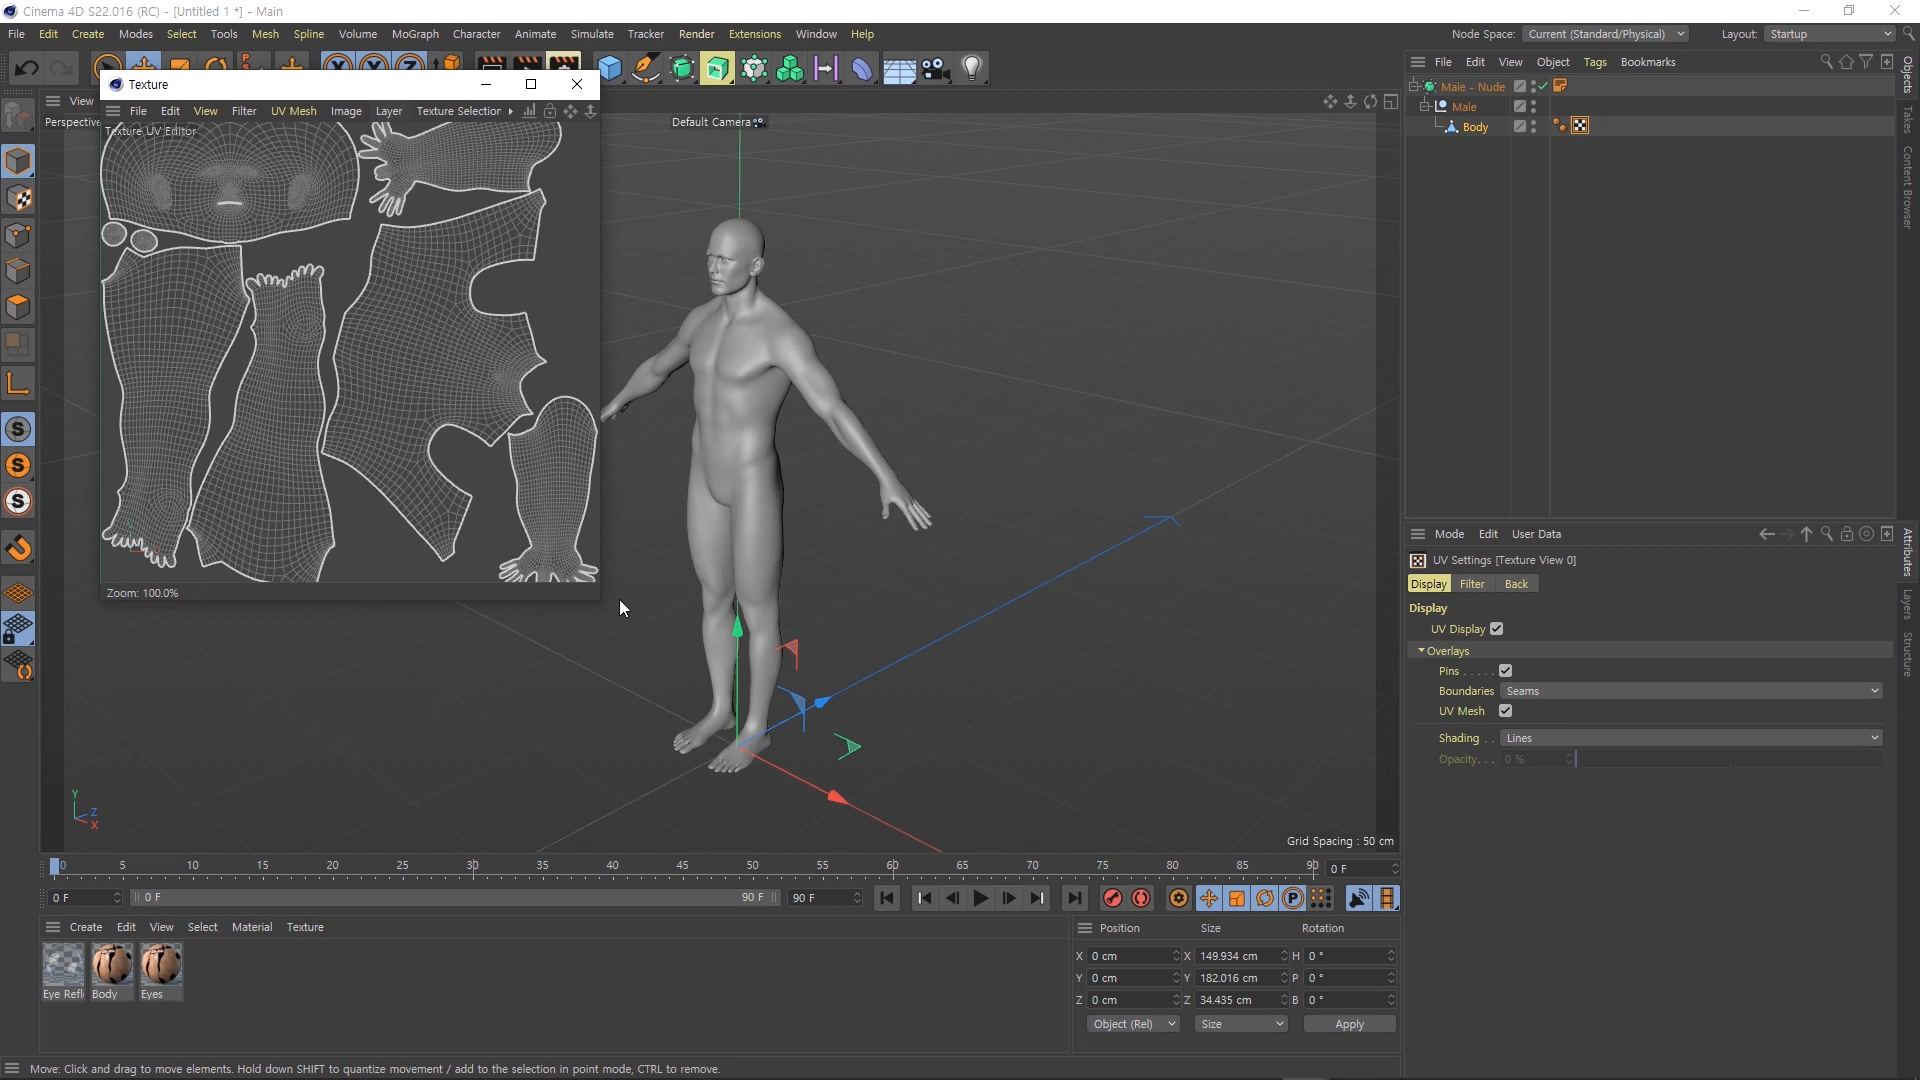 Cinema 4D S22.016 (RC) - [Untitled 1 *] - Main
File Edit Create Modes Select Tools Mesh Spline Volume MoGraph Character Animate Simulate Tracker Render Extensions Window Help
Node Space: Current (Standard/Physical) Layout: Startup
Texture
File Edit View Filter UV Mesh Image Layer Texture Selection
Texture UV Editor
Zoom: 100.0%
View
Perspective
Default Camera
Grid Spacing : 50 cm
Y
Z
X
File Edit View Object Tags Bookmarks
Male - Nude
Male
Body
Objects
Takes
Content Browser
Mode Edit User Data
UV Settings [Texture View 0]
Display Filter Back
Display
UV Display
Overlays
Pins . . . . .
Boundaries Seams
UV Mesh
Shading . . Lines
Opacity. . . 0 %
Attributes
Layers
Structure
0 5 10 15 20 25 30 35 40 45 50 55 60 65 70 75 80 85 90 0 F
0 F 0 F 90 F 90 F
Create Edit View Select Material Texture
Eye Refl Body Eyes
Position Size Rotation
X 0 cm X 149.934 cm H 0 °
Y 0 cm Y 182.016 cm P 0 °
Z 0 cm Z 34.435 cm B 0 °
Object (Rel) Size Apply
Move: Click and drag to move elements. Hold down SHIFT to quantize movement / add to the selection in point mode, CTRL to remove.